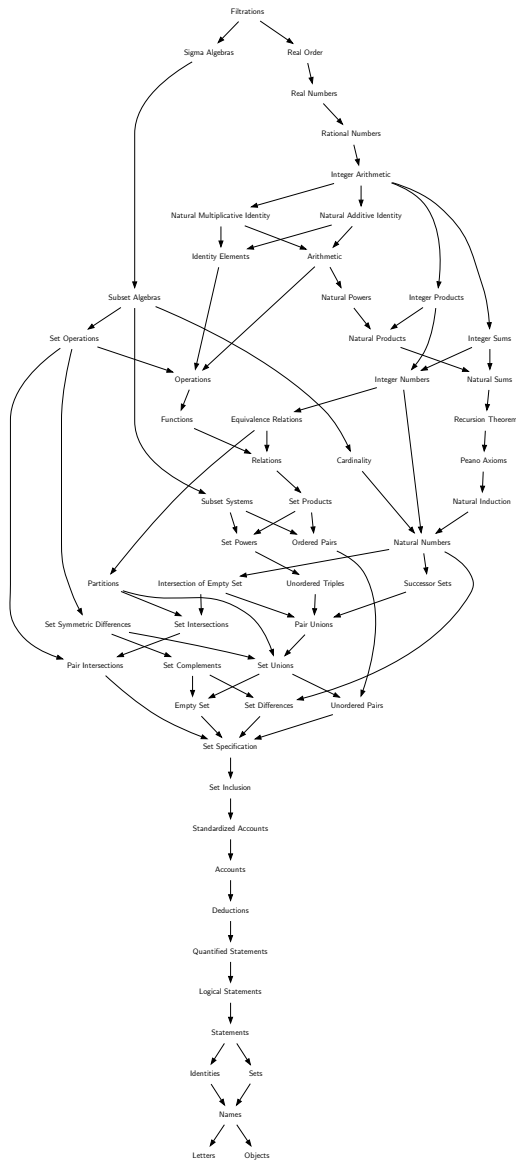 Filtrations
Sigma Algebras
Real Order
Real Numbers
Rational Numbers
Integer Arithmetic
Natural Multiplicative Identity
Natural Additive Identity
Identity Elements
Arithmetic
Subset Algebras
Natural Powers
Integer Products
Set Operations
Natural Products
Integer Sums
Operations
Integer Numbers
Natural Sums
Functions
Equivalence Relations
Recursion Theorem
Relations
Cardinality
Peano Axioms
Subset Systems
Set Products
Natural Induction
Set Powers
Ordered Pairs
Natural Numbers
Partitions
Intersection of Empty Set
Unordered Triples
Successor Sets
Set Symmetric Differences
Set Intersections
Pair Unions
Pair Intersections
Set Complements
Set Unions
Empty Set
Set Differences
Unordered Pairs
Set Specification
Set Inclusion
Standardized Accounts
Accounts
Deductions
Quantified Statements
Logical Statements
Statements
Identities
Sets
Names
Letters
Objects